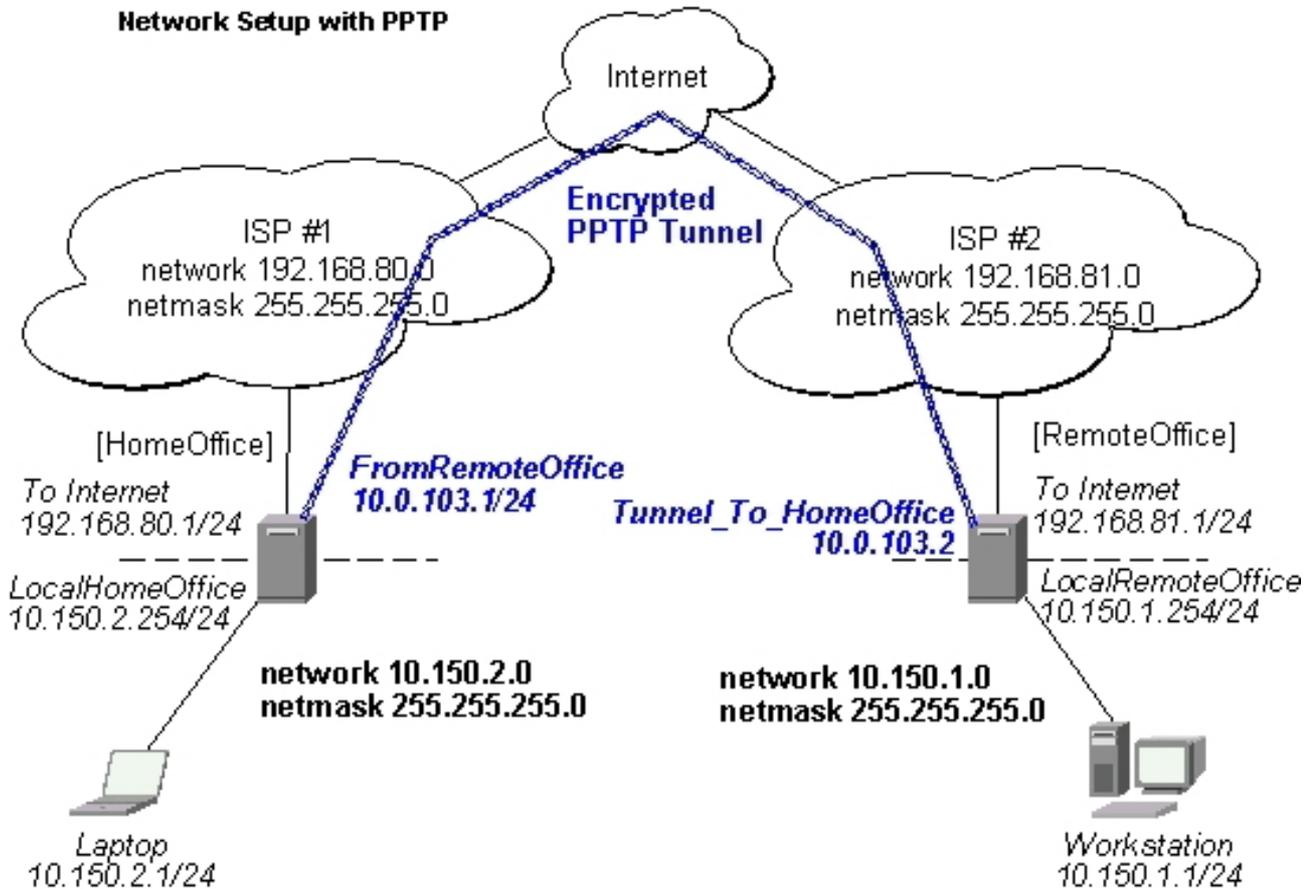 Network Setup with PPTP
Internet
Encrypted
PPTP Tunnel
ISP #1
network 192.168.80.0
netmask 255.255.255.0
ISP #2
network 192.168.81.0
netmask 255.255.255.0
[HomeOffice]
To Internet
192.168.80.1/24
FromRemoteOffice
10.0.103.1/24
Tunnel_To_HomeOffice
10.0.103.2
[RemoteOffice]
To Internet
192.168.81.1/24
LocalHomeOffice
10.150.2.254/24
LocalRemoteOffice
10.150.1.254/24
network 10.150.2.0
netmask 255.255.255.0
network 10.150.1.0
netmask 255.255.255.0
Laptop
10.150.2.1/24
Workstation
10.150.1.1/24